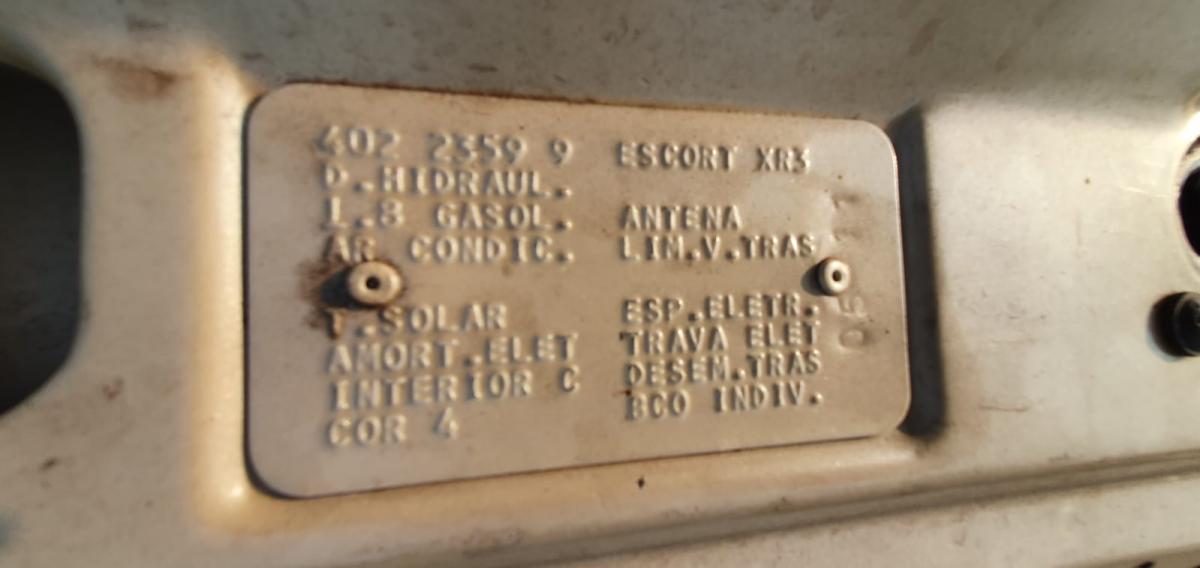 402 2359 9 ESCORT XR3
D.HIDRAUL.
1.8 GASOL. ANTENA
AR CONDIC. LIM.V.TRAS
T.SOLAR ESP.ELETR.
AMORT.ELET TRAVA ELET
INTERIOR C DESEM.TRAS
COR 4 BCO INDIV.